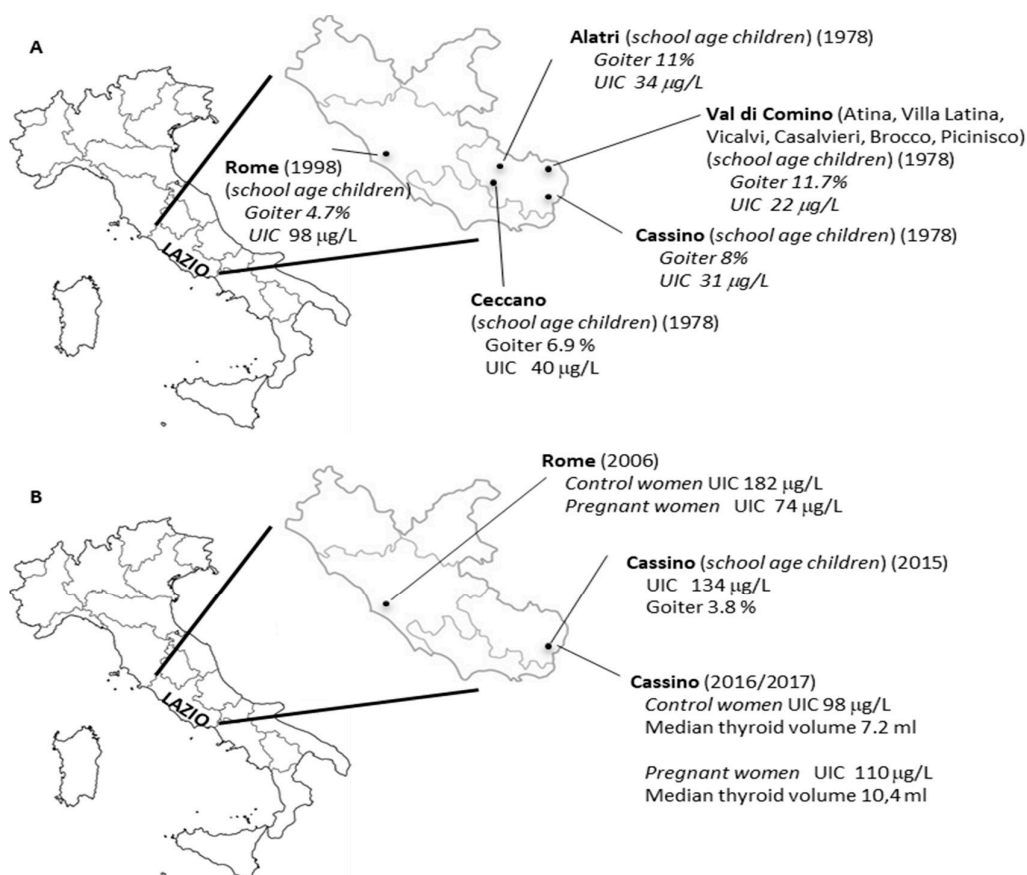 A
Alatri (school age children) (1978)
Goiter 11%
UIC 34 µg/L
Val di Comino (Atina, Villa Latina,
Vicalvi, Casalvieri, Brocco, Picinisco)
(school age children) (1978)
Goiter 11.7%
UIC 22 µg/L
Rome (1998)
(school age children)
Goiter 4.7%
UIC 98 µg/L
Cassino (school age children) (1978)
Goiter 8%
UIC 31 µg/L
LAZIO
Ceccano
(school age children) (1978)
Goiter 6.9 %
UIC 40 µg/L
B
Rome (2006)
Control women UIC 182 µg/L
Pregnant women UIC 74 µg/L
Cassino (school age children) (2015)
UIC 134 µg/L
Goiter 3.8 %
LAZIO
Cassino (2016/2017)
Control women UIC 98 µg/L
Median thyroid volume 7.2 ml
Pregnant women UIC 110 µg/L
Median thyroid volume 10,4 ml